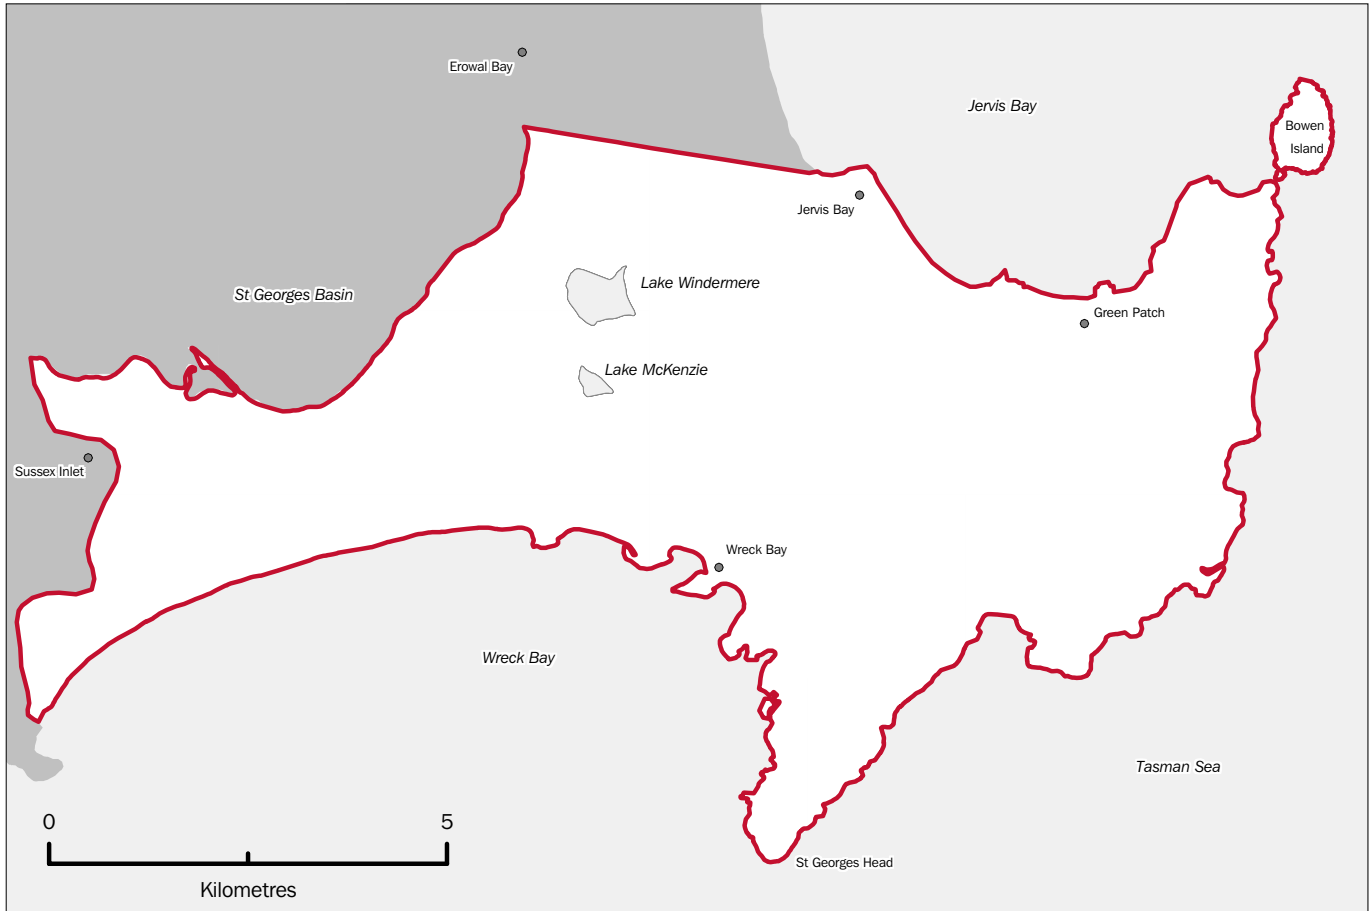 Erowal Bay
Jervis Bay
Bowen
Island
Jervis Bay
Lake Windermere
St Georges Basin
Green Patch
Lake McKenzie
Sussex Inlet
Wreck Bay
Wreck Bay
Tasman Sea
0 5
Kilometres
St Georges Head